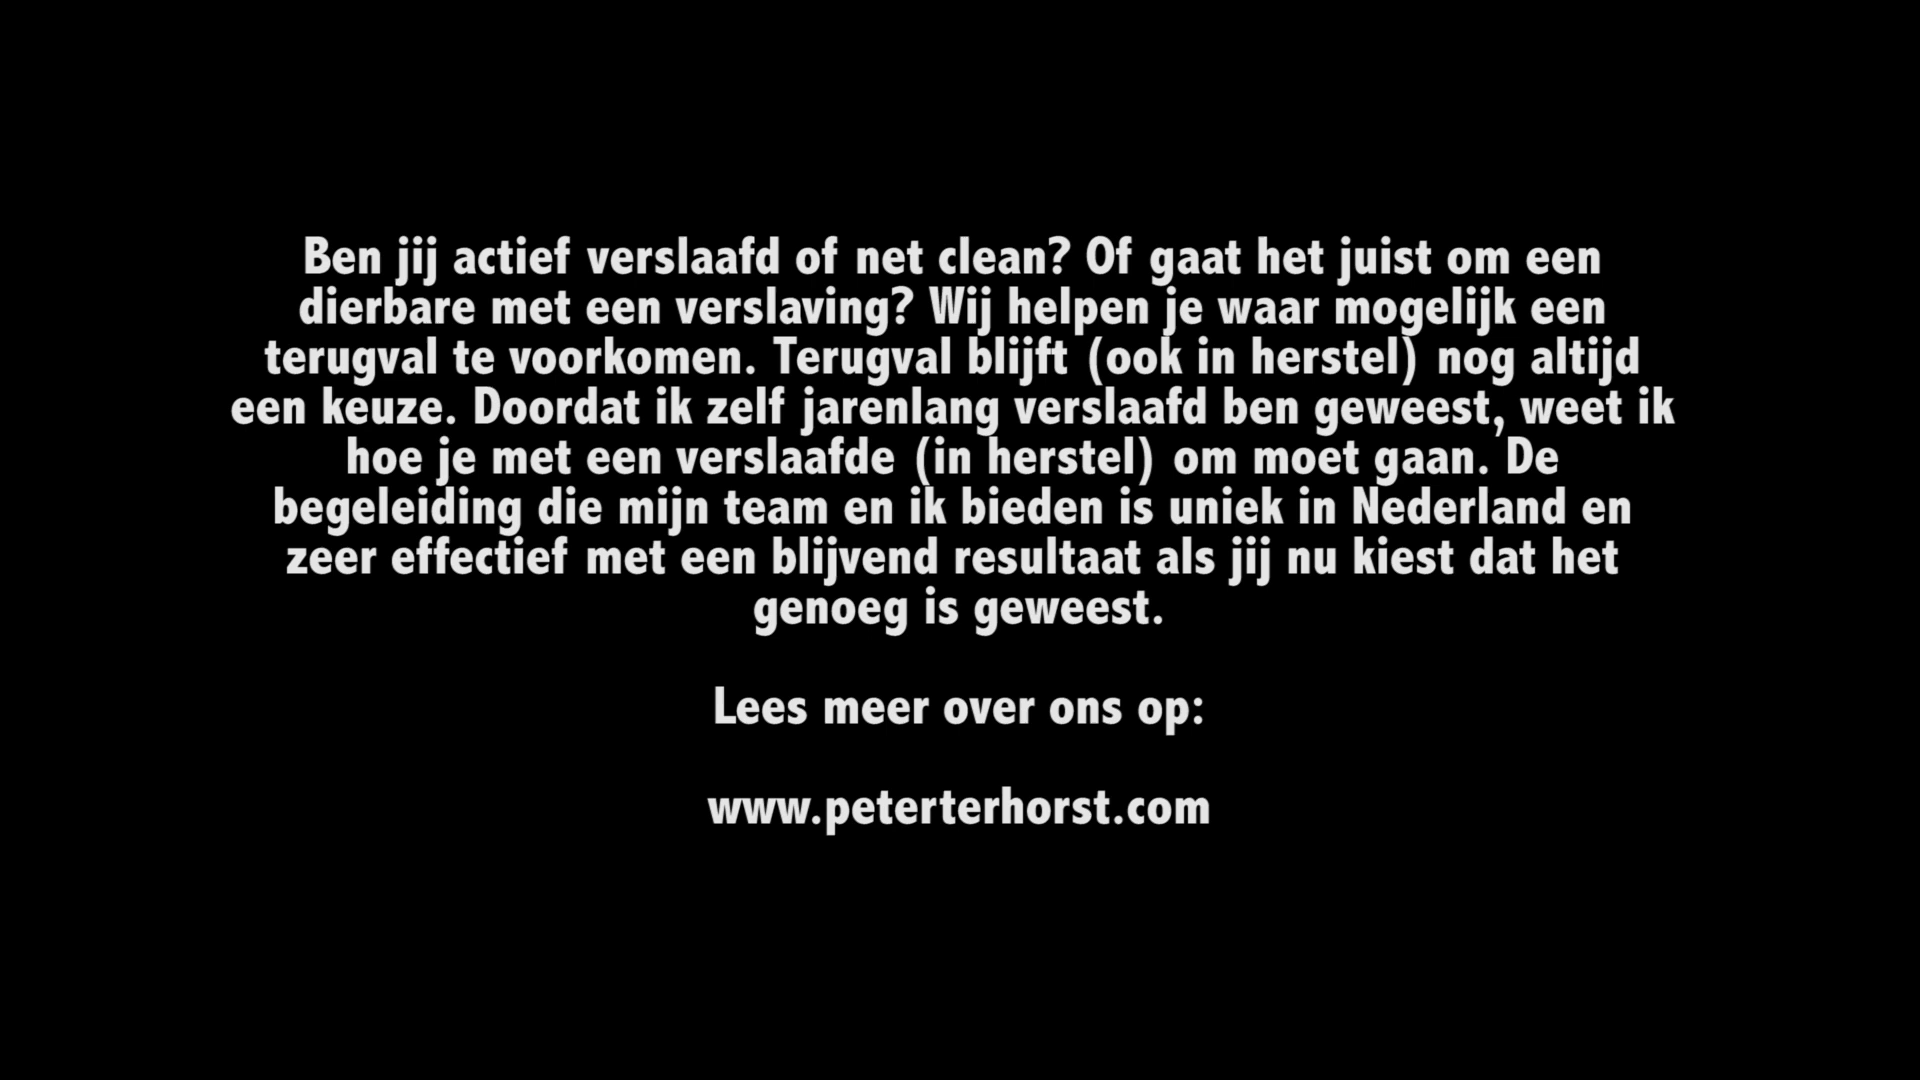 Ben jij actief verslaafd of net clean? Of gaat het juist om een
dierbare met een verslaving? Wij helpen je waar mogelijk een
terugval te voorkomen. Terugval blijft (ook in herstel) nog altijd
een keuze. Doordat ik zelf jarenlang verslaafd ben geweest, weet ik
hoe je met een verslaafde (in herstel) om moet gaan. De
begeleiding die mijn team en ik bieden is uniek in Nederland en
zeer effectief met een blijvend resultaat als jij nu kiest dat het
genoeg is geweest.
Lees meer over ons op:
www.peterterhorst.com